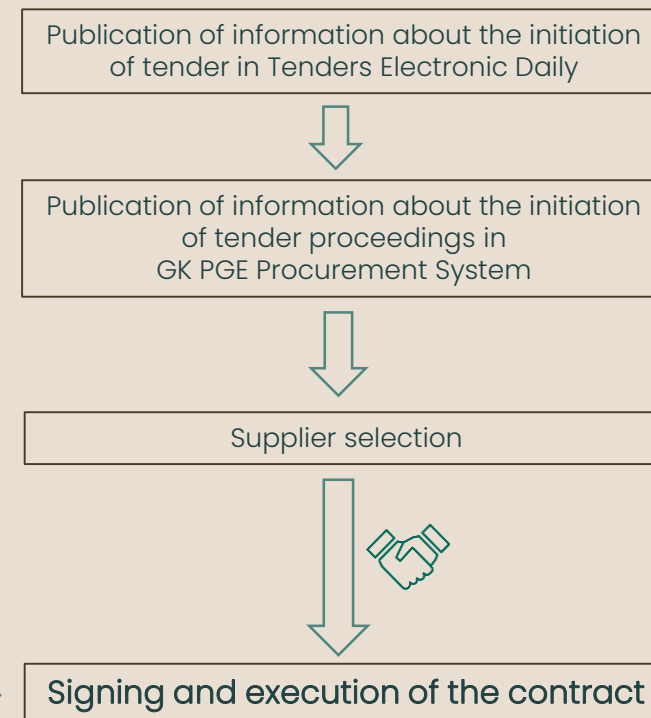 Publication of information about the initiation
of tender in Tenders Electronic Daily
Publication of information about the initiation
of tender proceedings in
GK PGE Procurement System
Supplier selection
Signing and execution of the contract